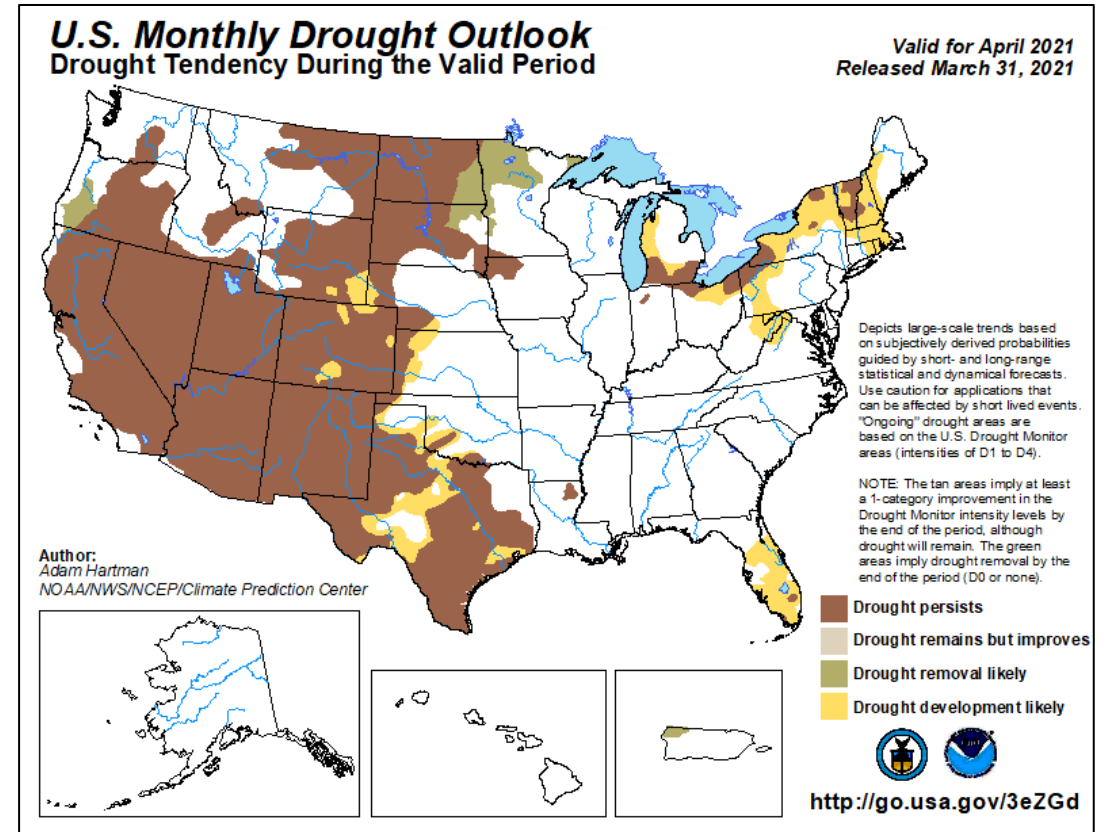 U.S. Monthly Drought Outlook
Drought Tendency During the Valid Period
Valid for April 2021
Released March 31, 2021
Depicts large-scale trends based
on subjectively derived probabilities
guided by short- and long-range
statistical and dynamical forecasts.
Use caution for applications that
can be affected by short lived events.
"Ongoing" drought areas are
based on the U.S. Drought Monitor
areas (intensities of D1 to D4).
NOTE: The tan areas imply at least
a 1-category improvement in the
Drought Monitor intensity levels by
the end of the period, although
drought will remain. The green
areas imply drought removal by the
end of the period (D0 or none).
Author:
Adam Hartman
NOAA/NWS/NCEP/Climate Prediction Center
Drought persists
Drought remains but improves
Drought removal likely
Drought development likely
http://go.usa.gov/3eZGd